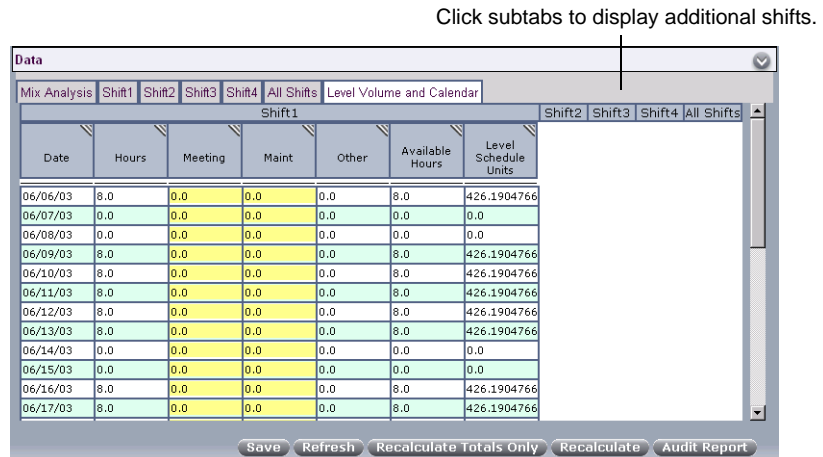 Click subtabs to display additional shifts.
Data
Mix Analysis Shift1 Shift2 Shift3 Shift4 All Shifts Level Volume and Calendar
Shift1 Shift2 Shift3 Shift4 All Shifts
Date Hours Meeting Maint Other Available Hours Level Schedule Units
06/06/03 8.0 0.0 0.0 0.0 8.0 426.1904766
06/07/03 0.0 0.0 0.0 0.0 0.0 0.0
06/08/03 0.0 0.0 0.0 0.0 0.0 0.0
06/09/03 8.0 0.0 0.0 0.0 8.0 426.1904766
06/10/03 8.0 0.0 0.0 0.0 8.0 426.1904766
06/11/03 8.0 0.0 0.0 0.0 8.0 426.1904766
06/12/03 8.0 0.0 0.0 0.0 8.0 426.1904766
06/13/03 8.0 0.0 0.0 0.0 8.0 426.1904766
06/14/03 0.0 0.0 0.0 0.0 0.0 0.0
06/15/03 0.0 0.0 0.0 0.0 0.0 0.0
06/16/03 8.0 0.0 0.0 0.0 8.0 426.1904766
06/17/03 8.0 0.0 0.0 0.0 8.0 426.1904766
Save Refresh Recalculate Totals Only Recalculate Audit Report